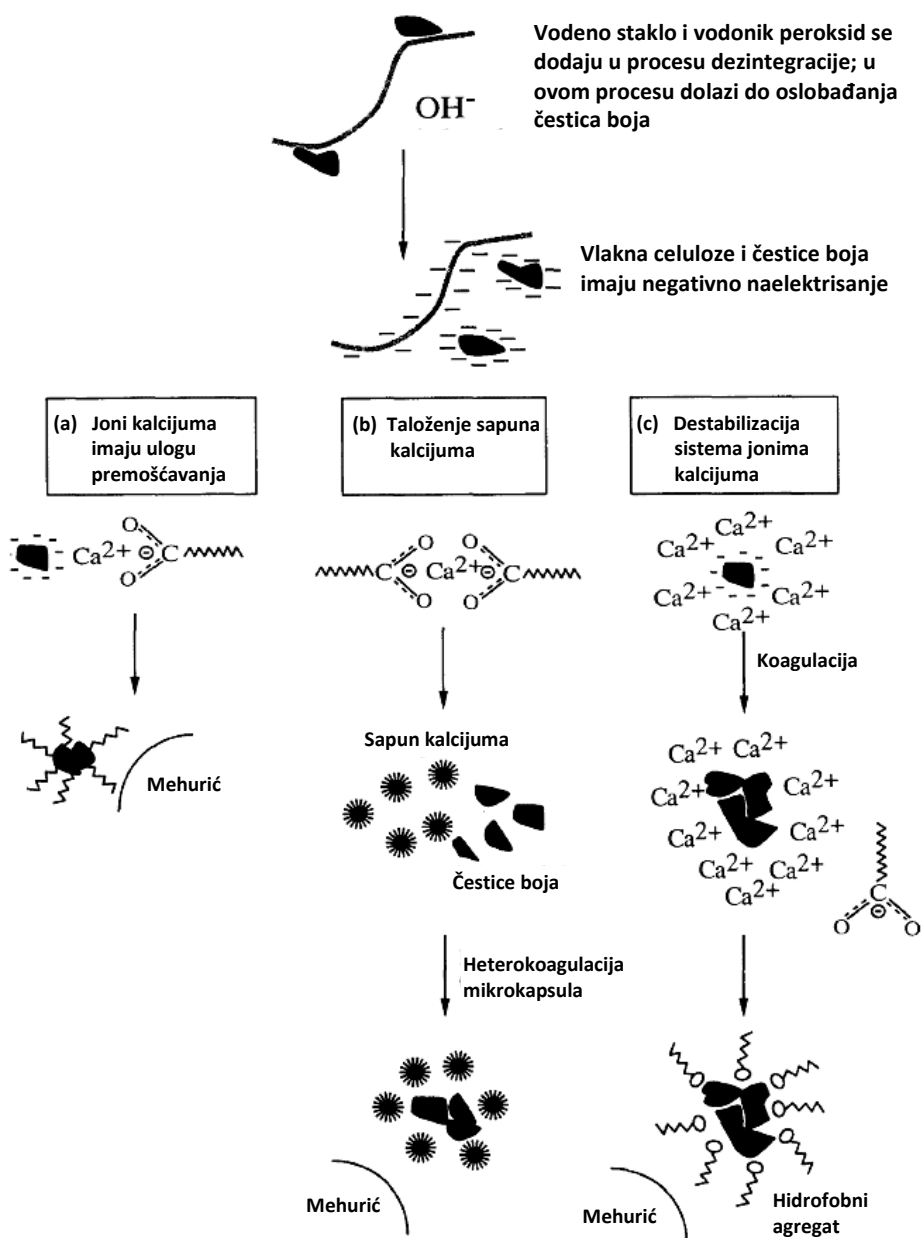 Vodeno staklo i vodonik peroksid se
dodaju u procesu dezintegracije; u
ovom procesu dolazi do oslobađanja
čestica boja
OH-
Vlakna celuloze i čestice boja
imaju negativno naelektrisanje
(a) Joni kalcijuma
imaju ulogu
premošćavanja
(b) Taloženje sapuna
kalcijuma
(c) Destabilizacija
sistema jonima
kalcijuma
O
Ca2+ ⊖ C
O
O O
C ⊖ Ca2+ ⊖ C
O O
Ca2+
Ca2+ Ca2+
Ca2+ Ca2+
Ca2+
Koagulacija
Mehurić
Sapun kalcijuma
Čestice boja
Ca2+ Ca2+
Ca2+ Ca2+
Ca2+ Ca2+
Ca2+ Ca2+
Ca2+
C
⊖
O O
Heterokoagulacija
mikrokapsula
Mehurić
Mehurić
Hidrofobni
agregat